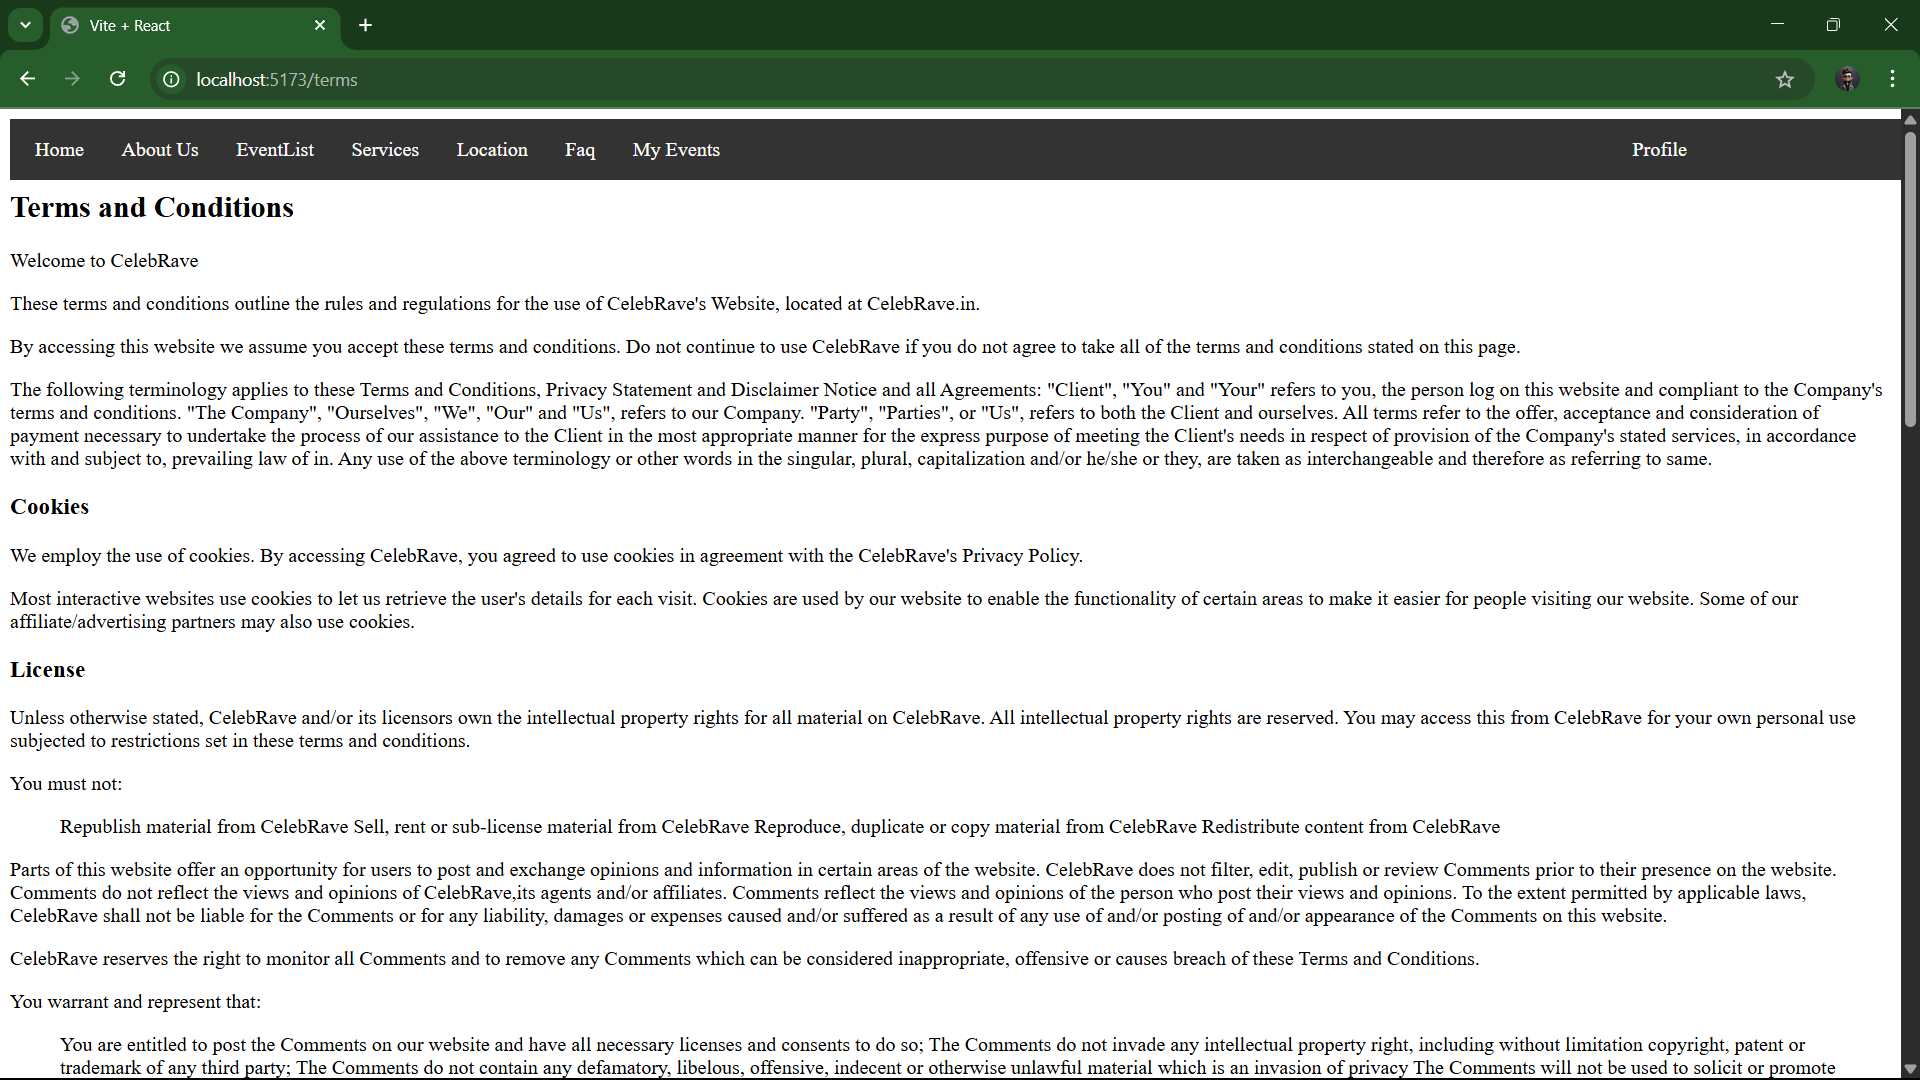 Vite + React
localhost:5173/terms
Home About Us EventList Services Location Faq My Events Profile
Terms and Conditions
Welcome to CelebRave
These terms and conditions outline the rules and regulations for the use of CelebRave's Website, located at CelebRave.in.
By accessing this website we assume you accept these terms and conditions. Do not continue to use CelebRave if you do not agree to take all of the terms and conditions stated on this page.
The following terminology applies to these Terms and Conditions, Privacy Statement and Disclaimer Notice and all Agreements: "Client", "You" and "Your" refers to you, the person log on this website and compliant to the Company's
terms and conditions. "The Company", "Ourselves", "We", "Our" and "Us", refers to our Company. "Party", "Parties", or "Us", refers to both the Client and ourselves. All terms refer to the offer, acceptance and consideration of
payment necessary to undertake the process of our assistance to the Client in the most appropriate manner for the express purpose of meeting the Client's needs in respect of provision of the Company's stated services, in accordance
with and subject to, prevailing law of in. Any use of the above terminology or other words in the singular, plural, capitalization and/or he/she or they, are taken as interchangeable and therefore as referring to same.
Cookies
We employ the use of cookies. By accessing CelebRave, you agreed to use cookies in agreement with the CelebRave's Privacy Policy.
Most interactive websites use cookies to let us retrieve the user's details for each visit. Cookies are used by our website to enable the functionality of certain areas to make it easier for people visiting our website. Some of our
affiliate/advertising partners may also use cookies.
License
Unless otherwise stated, CelebRave and/or its licensors own the intellectual property rights for all material on CelebRave. All intellectual property rights are reserved. You may access this from CelebRave for your own personal use
subjected to restrictions set in these terms and conditions.
You must not:
Republish material from CelebRave Sell, rent or sub-license material from CelebRave Reproduce, duplicate or copy material from CelebRave Redistribute content from CelebRave
Parts of this website offer an opportunity for users to post and exchange opinions and information in certain areas of the website. CelebRave does not filter, edit, publish or review Comments prior to their presence on the website.
Comments do not reflect the views and opinions of CelebRave,its agents and/or affiliates. Comments reflect the views and opinions of the person who post their views and opinions. To the extent permitted by applicable laws,
CelebRave shall not be liable for the Comments or for any liability, damages or expenses caused and/or suffered as a result of any use of and/or posting of and/or appearance of the Comments on this website.
CelebRave reserves the right to monitor all Comments and to remove any Comments which can be considered inappropriate, offensive or causes breach of these Terms and Conditions.
You warrant and represent that:
You are entitled to post the Comments on our website and have all necessary licenses and consents to do so; The Comments do not invade any intellectual property right, including without limitation copyright, patent or
trademark of any third party; The Comments do not contain any defamatory, libelous, offensive, indecent or otherwise unlawful material which is an invasion of privacy The Comments will not be used to solicit or promote